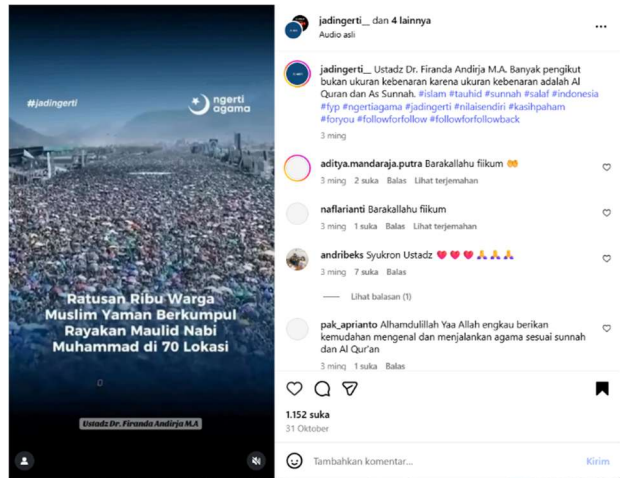 #jadingerti
ngerti
agama
Ratusan Ribu Warga
Muslim Yaman Berkumpul
Rayakan Maulid Nabi
Muhammad di 70 Lokasi
Ustadz Dr. Firanda Andirja M.A
jadingerti__ dan 4 lainnya
Audio asli
jadingerti__ Ustadz Dr. Firanda Andirja M.A. Banyak pengikut
bukan ukuran kebenaran karena ukuran kebenaran adalah Al
Quran dan As Sunnah. #islam #tauhid #sunnah #salaf #indonesia
#fyp #ngertiagama #jadingerti #nilaisendiri #kasihpaham
#foryou #followforfollow #followforfollowback
3 ming
aditya.mandaraja.putra Barakallahu fiikum 🤲
3 ming 2 suka Balas Lihat terjemahan
naflarianti Barakallahu fiikum
3 ming 1 suka Balas Lihat terjemahan
andribeks Syukron Ustadz ❤️ ❤️ ❤️ 🙏 🙏 🙏
3 ming 7 suka Balas
Lihat balasan (1)
pak_aprianto Alhamdulillah Yaa Allah engkau berikan
kemudahan mengenal dan menjalankan agama sesuai sunnah
dan Al Qur'an
3 ming 1 suka Balas
1.152 suka
31 Oktober
Tambahkan komentar...
Kirim